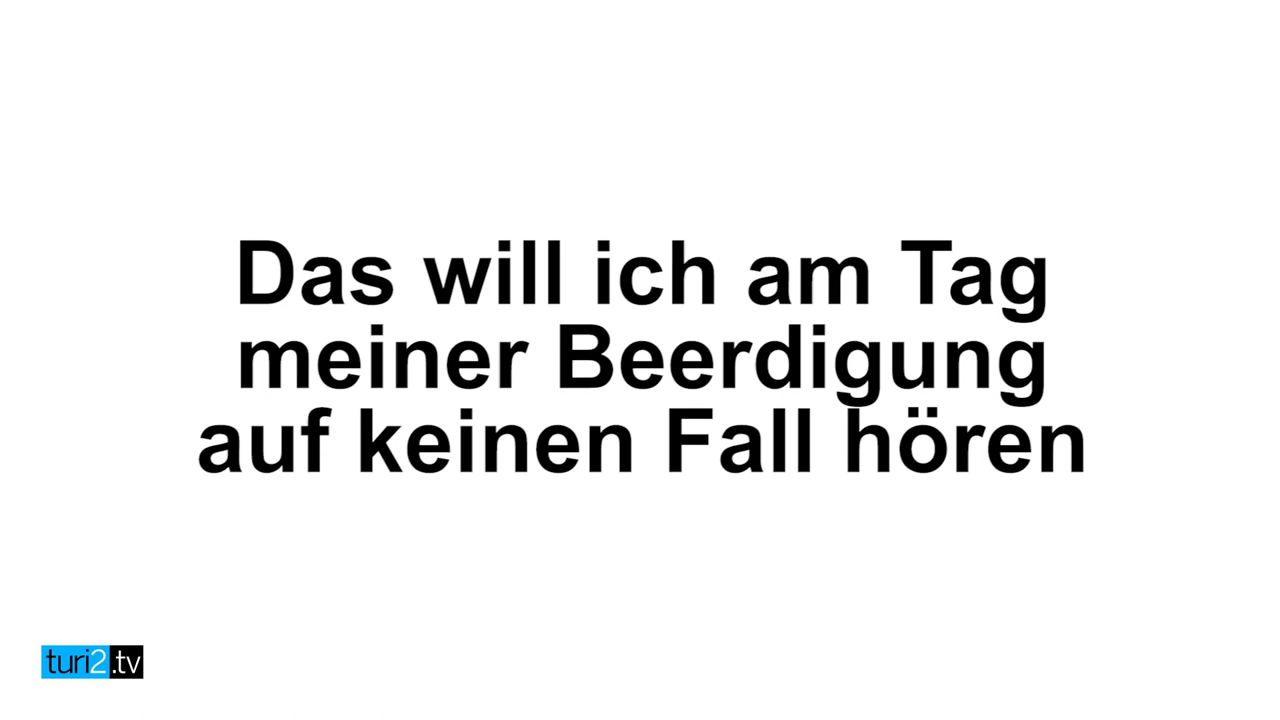 Das will ich am Tag
meiner Beerdigung
auf keinen Fall hören
turi2.tv